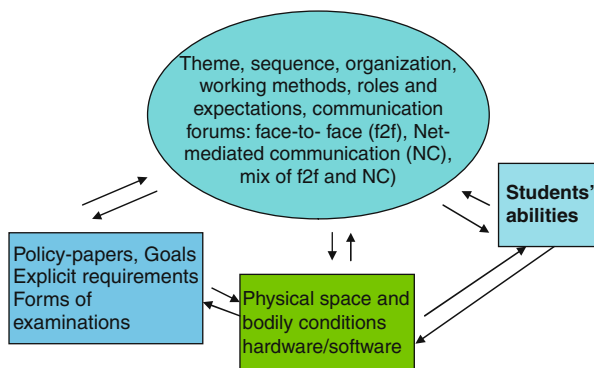 Theme, sequence, organization,
working methods, roles and
expectations, communication
forums: face-to- face (f2f), Net-
mediated communication (NC),
mix of f2f and NC)
Students'
abilities
Policy-papers, Goals
Explicit requirements
Forms of
examinations
Physical space and
bodily conditions
hardware/software